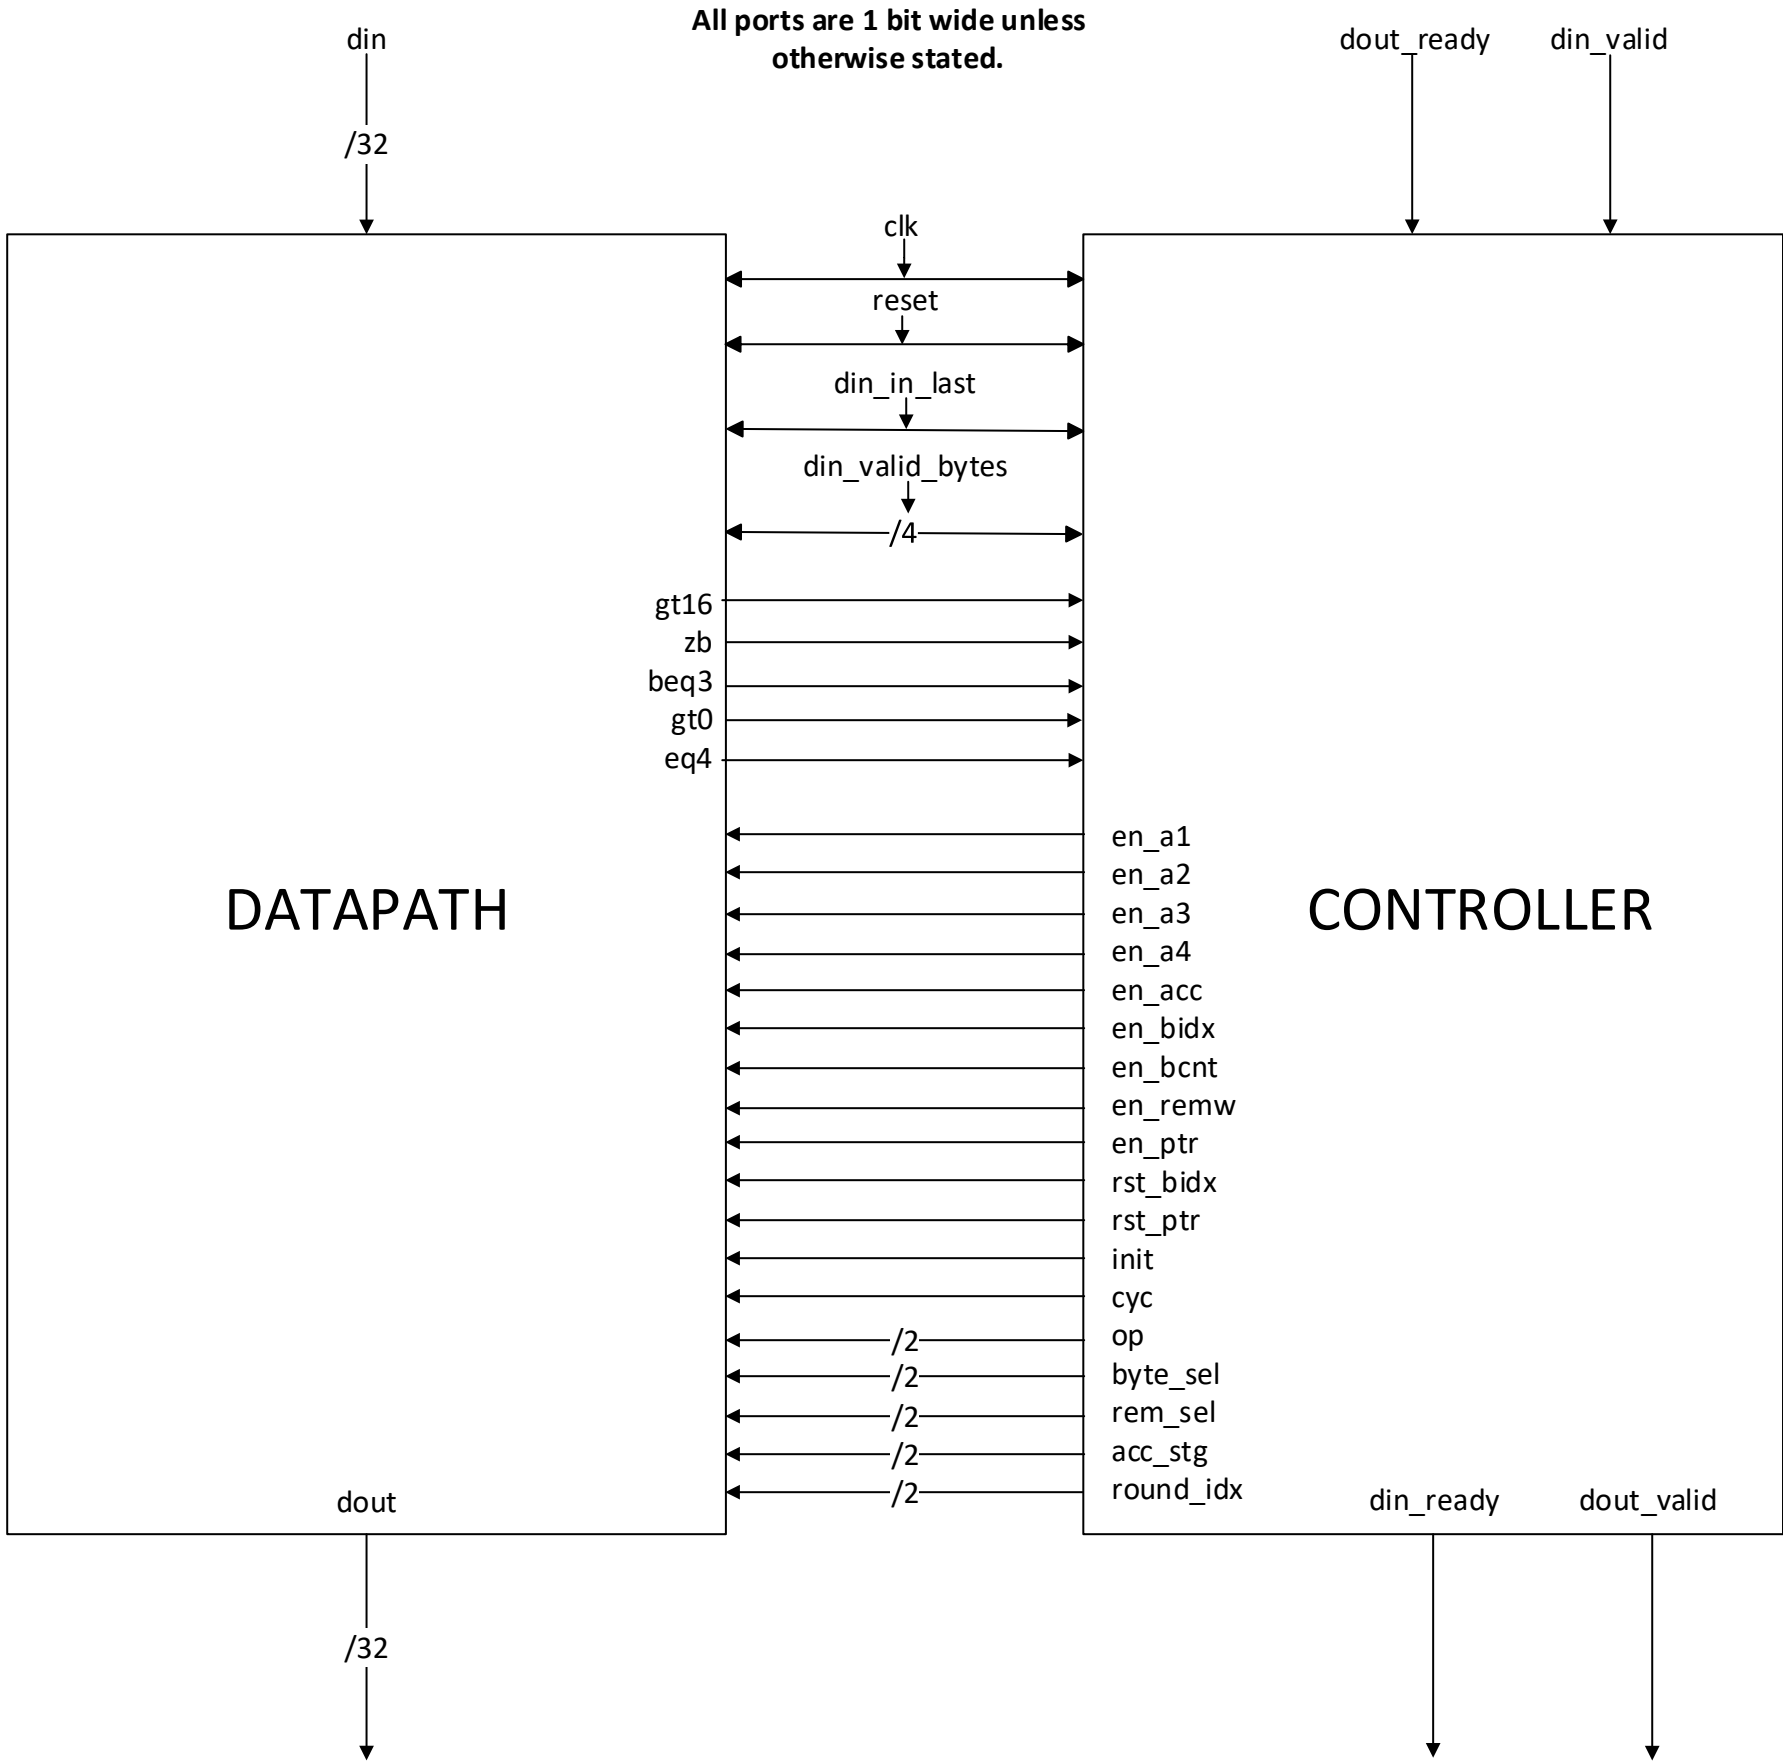 All ports are 1 bit wide unless
otherwise stated.
din
dout_ready
din_valid
/32
clk
reset
din_in_last
din_valid_bytes
/4
gt16
zb
beq3
gt0
eq4
en_a1
en_a2
DATAPATH
CONTROLLER
en_a3
en_a4
en_acc
en_bidx
en_bcnt
en_remw
en_ptr
rst_bidx
rst_ptr
init
cyc
/2 op
/2 byte_sel
/2 rem_sel
/2 acc_stg
/2 round_idx
dout
din_ready
dout_valid
/32